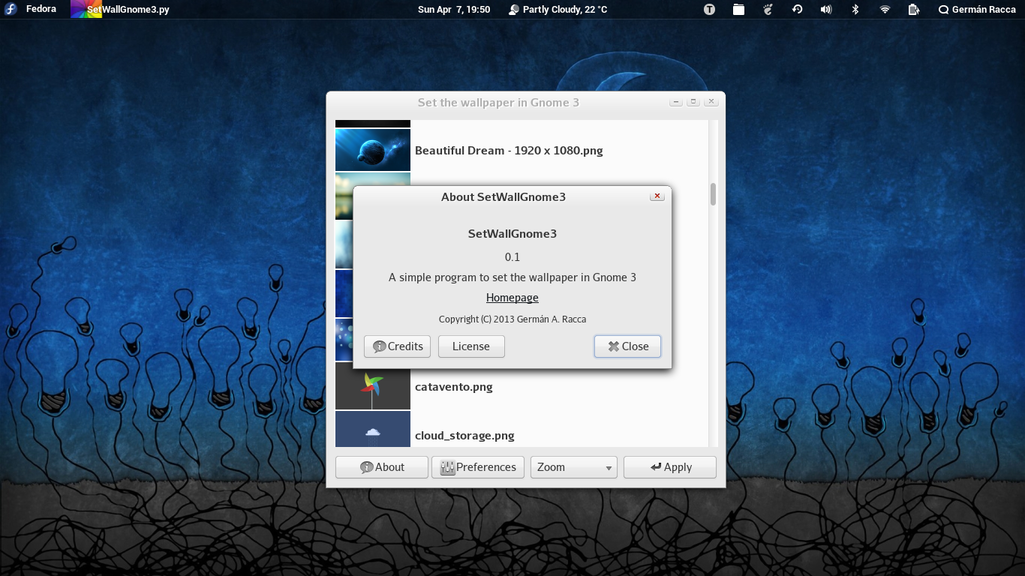 Fedora
SetWallGnome3.py
Sun Apr 7, 19:50
Partly Cloudy, 22 °C
T
Germán Racca
Set the wallpaper in Gnome 3
Beautiful Dream - 1920 x 1080.png
About SetWallGnome3
SetWallGnome3
0.1
A simple program to set the wallpaper in Gnome 3
Homepage
Copyright (C) 2013 Germán A. Racca
Credits
License
Close
catavento.png
cloud_storage.png
About
Preferences
Zoom
Apply